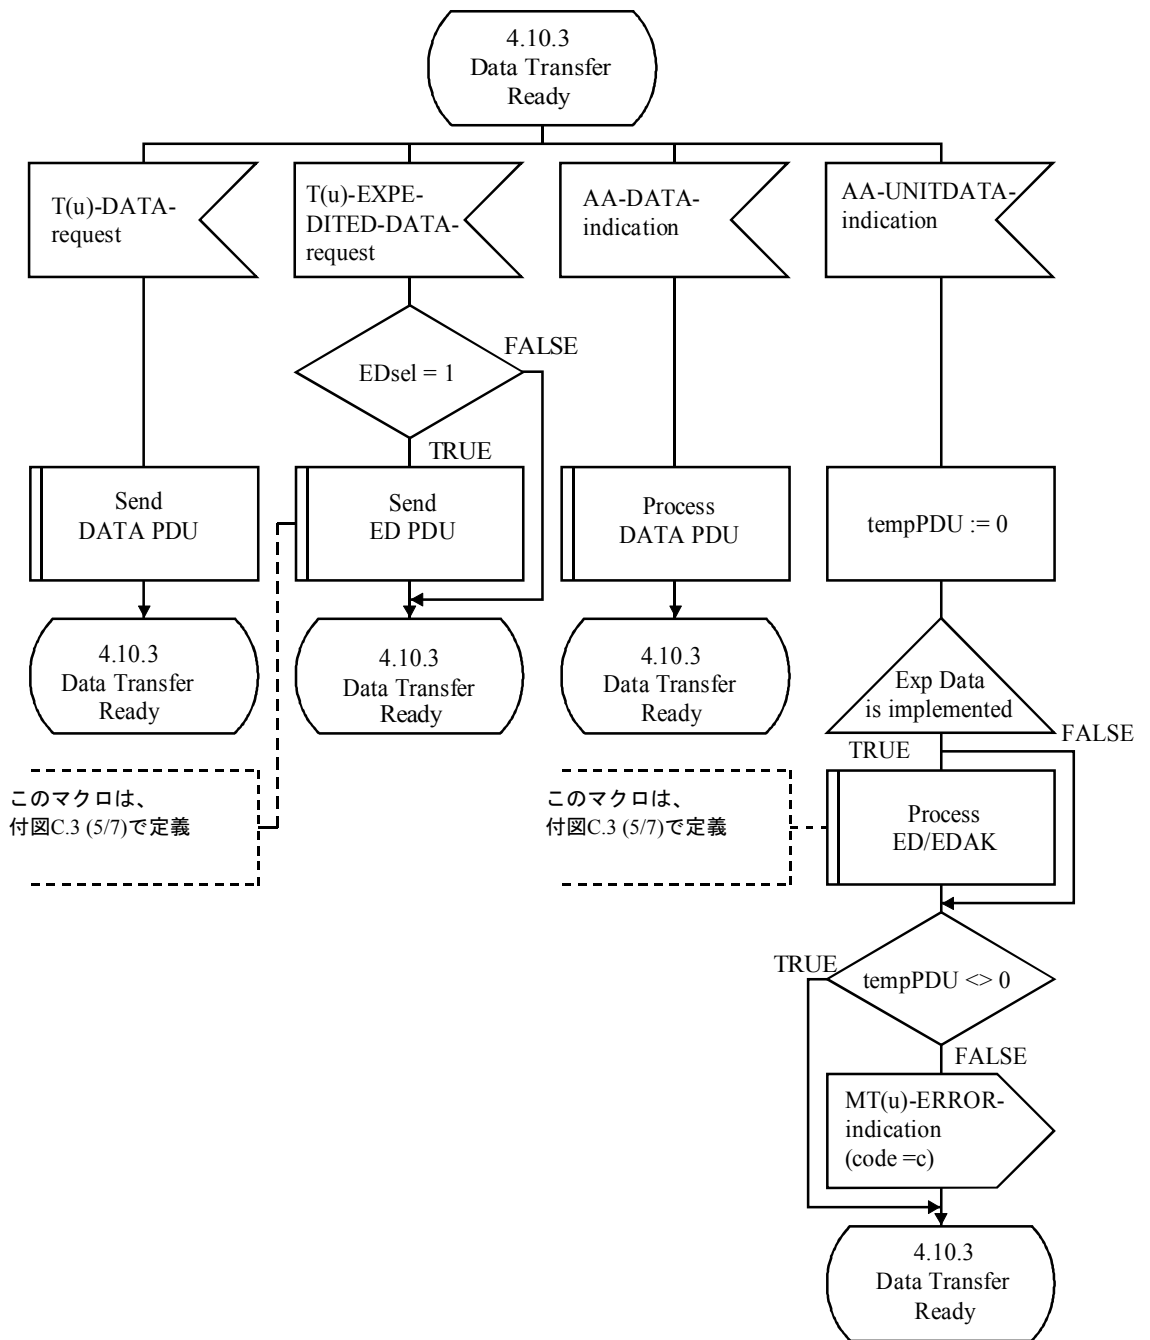 4.10.3
Data Transfer
Ready
T(u)-DATA-
request
T(u)-EXPE-
DITED-DATA-
request
AA-DATA-
indication
AA-UNITDATA-
indication
EDsel = 1
FALSE
TRUE
Send
DATA PDU
Send
ED PDU
Process
DATA PDU
tempPDU := 0
4.10.3
Data Transfer
Ready
4.10.3
Data Transfer
Ready
4.10.3
Data Transfer
Ready
Exp Data
is implemented
TRUE
FALSE
このマクロは、
付図C.3 (5/7)で定義
このマクロは、
付図C.3 (5/7)で定義
Process
ED/EDAK
TRUE
tempPDU <> 0
FALSE
MT(u)-ERROR-
indication
(code =c)
4.10.3
Data Transfer
Ready